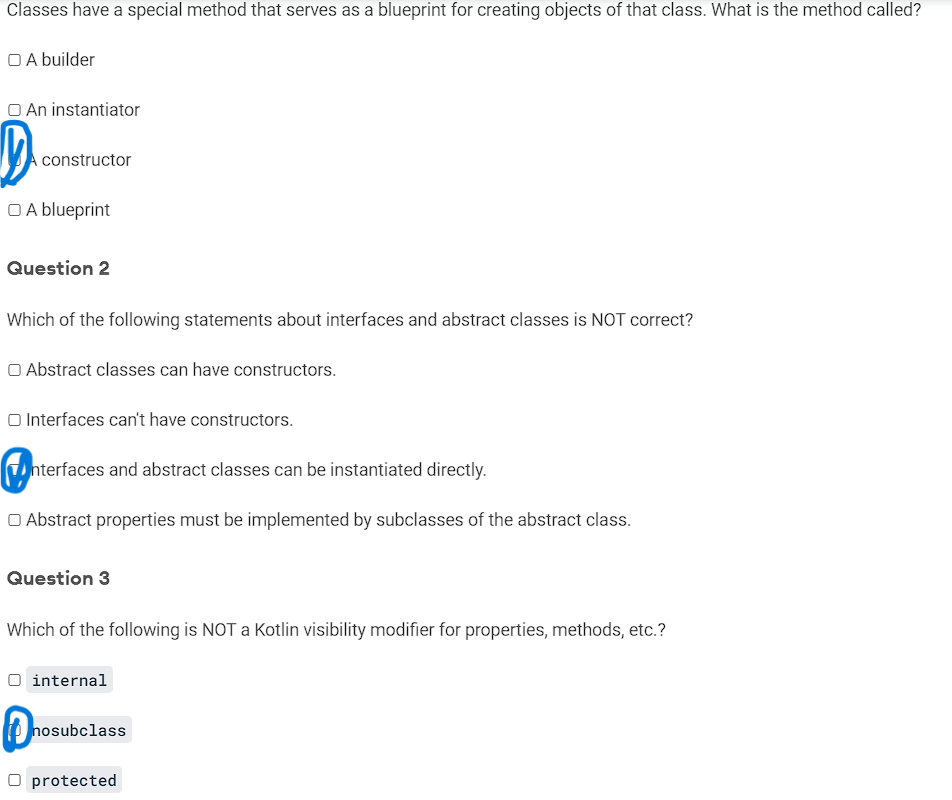 Classes have a special method that serves as a blueprint for creating objects of that class. What is the method called?
A builder
An instantiator
A constructor
A blueprint
Question 2
Which of the following statements about interfaces and abstract classes is NOT correct?
Abstract classes can have constructors.
Interfaces can't have constructors.
Interfaces and abstract classes can be instantiated directly.
Abstract properties must be implemented by subclasses of the abstract class.
Question 3
Which of the following is NOT a Kotlin visibility modifier for properties, methods, etc.?
internal
nosubclass
protected